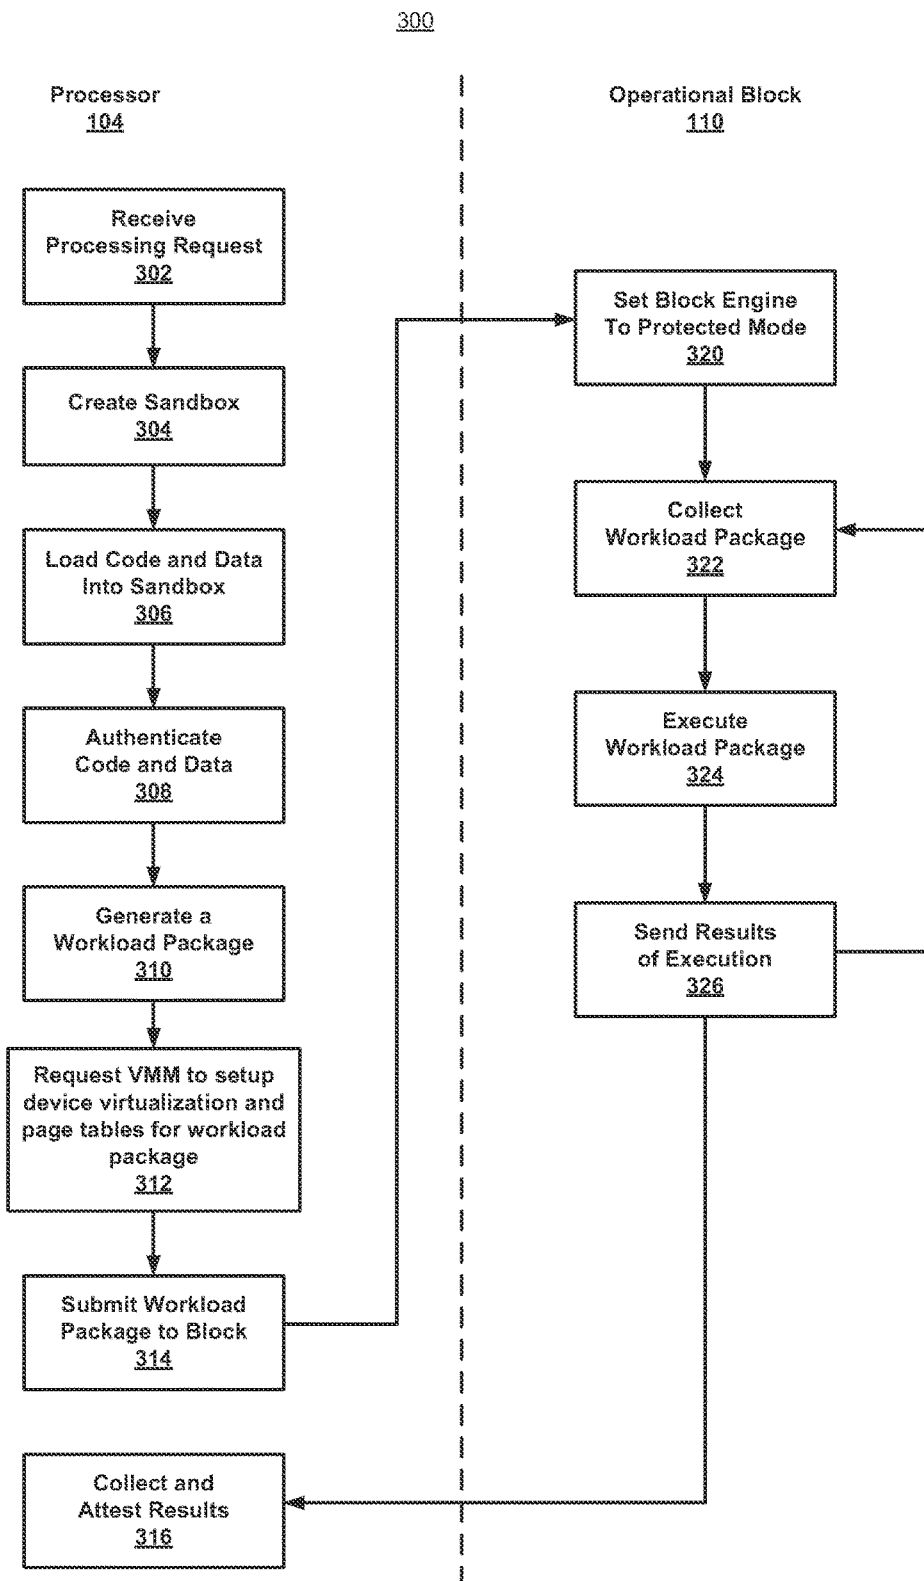 300
Processor
104
Operational Block
110
Receive
Processing Request
302
Create Sandbox
304
Load Code and Data
Into Sandbox
306
Authenticate
Code and Data
308
Generate a
Workload Package
310
Request VMM to setup
device virtualization and
page tables for workload
package
312
Submit Workload
Package to Block
314
Collect and
Attest Results
316
Set Block Engine
To Protected Mode
320
Collect
Workload Package
322
Execute
Workload Package
324
Send Results
of Execution
326